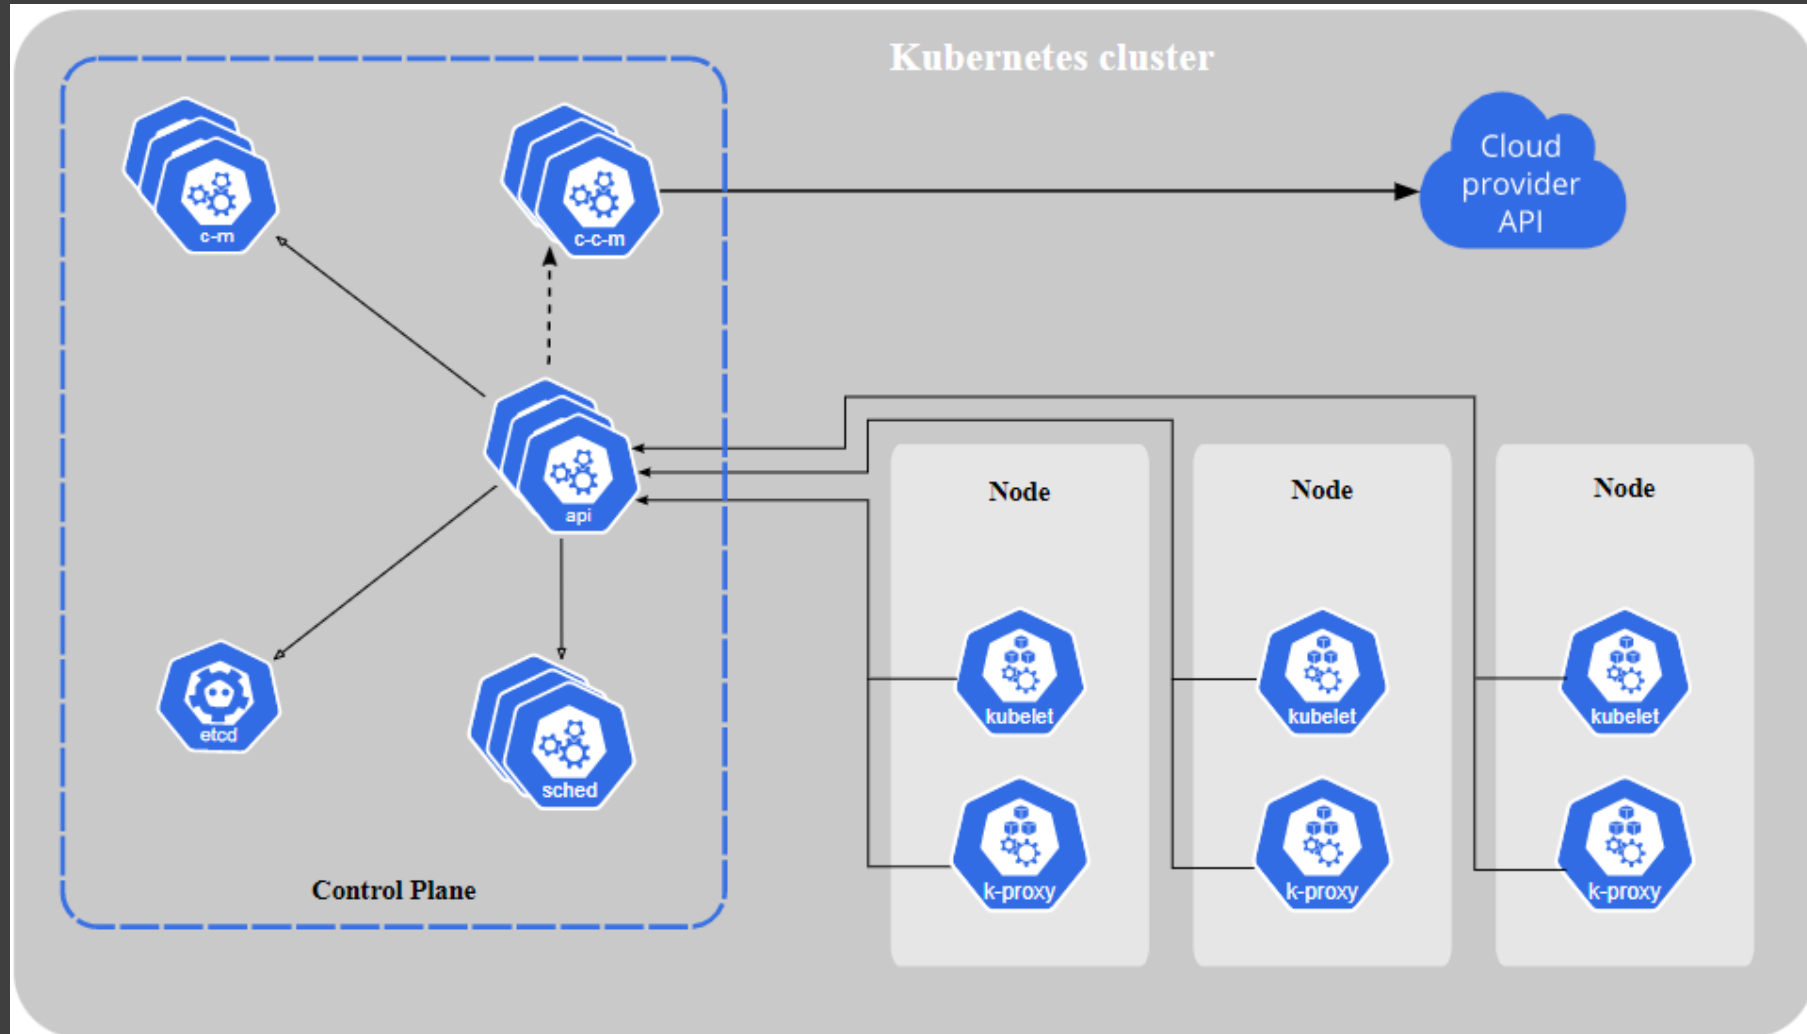 Kubernetes cluster
c-m
c-c-m
Cloud
provider
API
api
Node
Node
Node
etcd
sched
kubelet
kubelet
kubelet
k-proxy
k-proxy
k-proxy
Control Plane